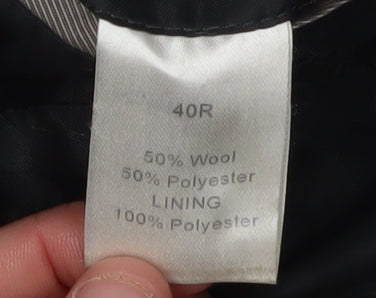 40R
50% Wool
50% Polyester
LINING
100% Polyester